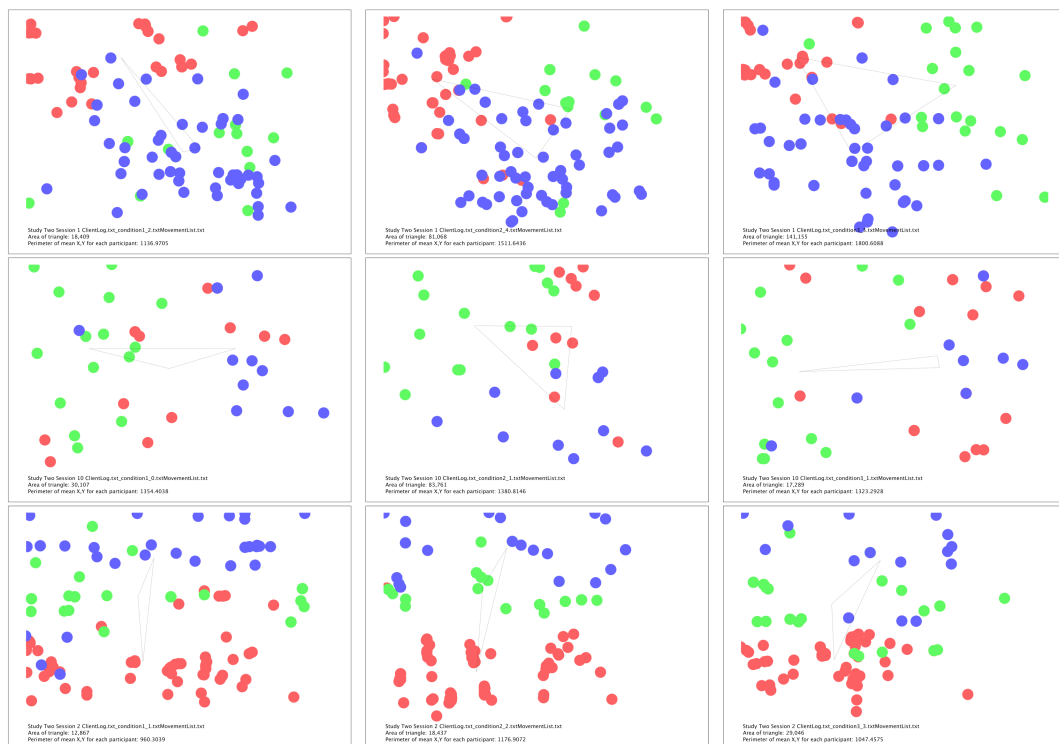 Study Two Session 1 ClientLog.txt_condition1_2.txtMovementList.txt
Area of triangle: 18,409
Perimeter of mean X,Y for each participant: 1136.9705
Study Two Session 1 ClientLog.txt_condition2_4.txtMovementList.txt
Area of triangle: 81,068
Perimeter of mean X,Y for each participant: 1511.6436
Area of triangle: 141,155
Perimeter of mean X,Y for each participant: 1800.6088
Study Two Session 10 ClientLog.txt_condition1_0.txtMovementList.txt
Area of triangle: 30,107
Perimeter of mean X,Y for each participant: 1354.4038
Study Two Session 10 ClientLog.txt_condition2_1.txtMovementList.txt
Area of triangle: 83,761
Perimeter of mean X,Y for each participant: 1380.8146
Study Two Session 10 ClientLog.txt_condition3_1.txtMovementList.txt
Area of triangle: 17,289
Perimeter of mean X,Y for each participant: 1323.2928
Study Two Session 2 ClientLog.txt_condition1_1.txtMovementList.txt
Area of triangle: 12,867
Perimeter of mean X,Y for each participant: 960.3039
Study Two Session 2 ClientLog.txt_condition2_2.txtMovementList.txt
Area of triangle: 18,437
Perimeter of mean X,Y for each participant: 1176.9072
Study Two Session 2 ClientLog.txt_condition3_3.txtMovementList.txt
Area of triangle: 29,046
Perimeter of mean X,Y for each participant: 1047.4575